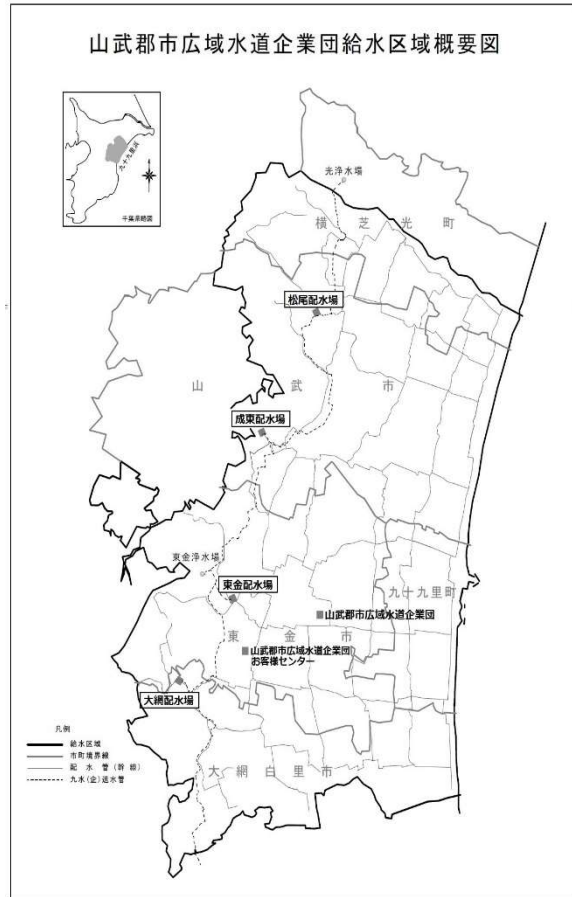 山武郡市広域水道企業団給水区域概要図
九十九里浜
千葉県略図
光浄水場
横芝光町
松尾配水場
山武市
成東配水場
東金浄水場
東金配水場
九十九里町
山武郡市広域水道企業団
東金市
山武郡市広域水道企業団
お客様センター
大網配水場
大網白里市
凡例
給水区域
市町境界線
配水管(幹線)
九水(企)送水管